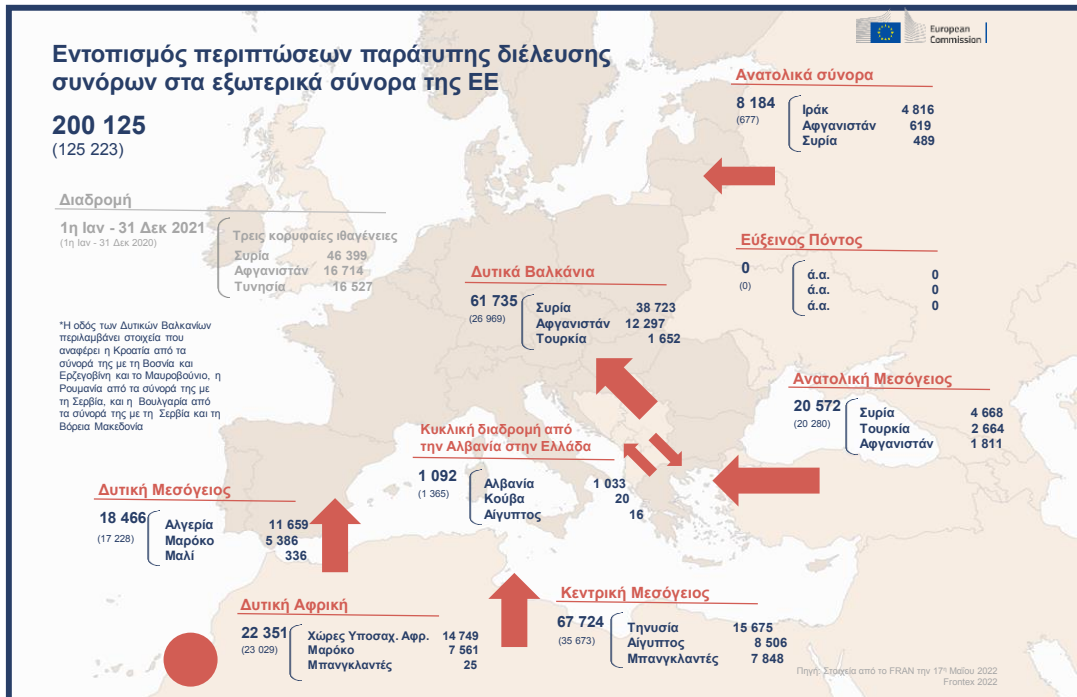 European
Commission
Εντοπισμός περιπτώσεων παράτυπης διέλευσης
συνόρων στα εξωτερικά σύνορα της ΕΕ
200 125
(125 223)
Διαδρομή
1η Ιαν - 31 Δεκ 2021
(1η Ιαν - 31 Δεκ 2020)
Τρεις κορυφαίες ιθαγένειες
Συρία 46 399
Αφγανιστάν 16 714
Τυνησία 16 527
*Η οδός των Δυτικών Βαλκανίων
περιλαμβάνει στοιχεία που
αναφέρει η Κροατία από τα
σύνορά της με τη Βοσνία και
Ερζεγοβίνη και το Μαυροβούνιο, η
Ρουμανία από τα σύνορά της με
τη Σερβία, και η Βουλγαρία από
τα σύνορά της με τη Σερβία και τη
Βόρεια Μακεδονία
Ανατολικά σύνορα
8 184
(677)
Ιράκ 4 816
Αφγανιστάν 619
Συρία 489
Εύξεινος Πόντος
0
(0)
ά.α. 0
ά.α. 0
ά.α. 0
Δυτικά Βαλκάνια
61 735
(26 969)
Συρία 38 723
Αφγανιστάν 12 297
Τουρκία 1 652
Ανατολική Μεσόγειος
20 572
(20 280)
Συρία 4 668
Τουρκία 2 664
Αφγανιστάν 1 811
Κυκλική διαδρομή από
την Αλβανία στην Ελλάδα
1 092
(1 365)
Αλβανία 1 033
Κούβα 20
Αίγυπτος 16
Δυτική Μεσόγειος
18 466
(17 228)
Αλγερία 11 659
Μαρόκο 5 386
Μαλί 336
Δυτική Αφρική
22 351
(23 029)
Χώρες Υποσαχ. Αφρ. 14 749
Μαρόκο 7 561
Μπανγκλαντές 25
Κεντρική Μεσόγειος
67 724
(35 673)
Τηνυσία 15 675
Αίγυπτος 8 506
Μπανγκλαντές 7 848
Πηγή: Στοιχεία από το FRAN την 17η Μαΐου 2022
Frontex 2022